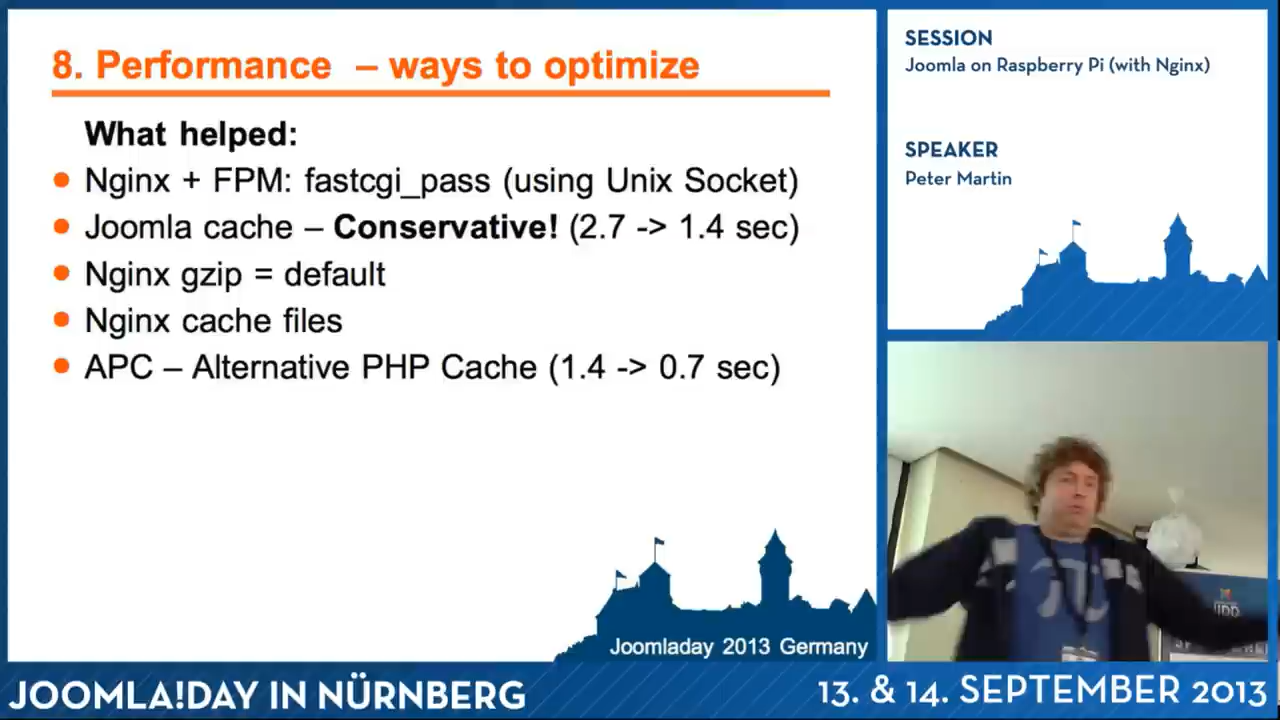 8. Performance – ways to optimize
What helped:
Nginx + FPM: fastcgi_pass (using Unix Socket)
Joomla cache – Conservative! (2.7 -> 1.4 sec)
Nginx gzip = default
Nginx cache files
APC – Alternative PHP Cache (1.4 -> 0.7 sec)
Joomladay 2013 Germany
SESSION
Joomla on Raspberry Pi (with Nginx)
SPEAKER
Peter Martin
JOOMLA!DAY IN NÜRNBERG
13. & 14. SEPTEMBER 2013